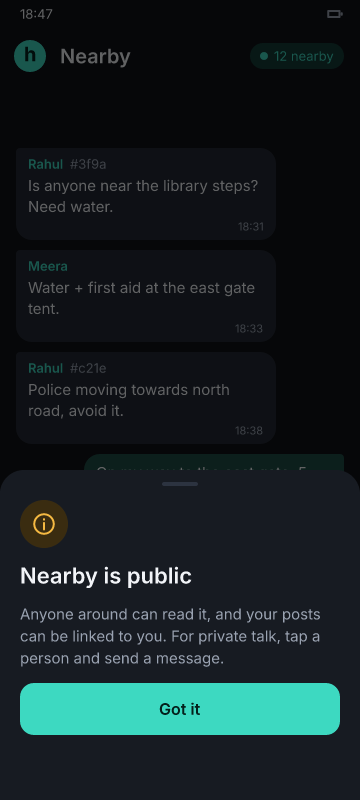 18:47
h Nearby 12 nearby
Rahul #3f9a
Is anyone near the library steps?
Need water.
18:31
Meera
Water + first aid at the east gate
tent.
18:33
Rahul #c21e
Police moving towards north
road, avoid it.
18:38
Nearby is public
Anyone around can read it, and your posts
can be linked to you. For private talk, tap a
person and send a message.
Got it